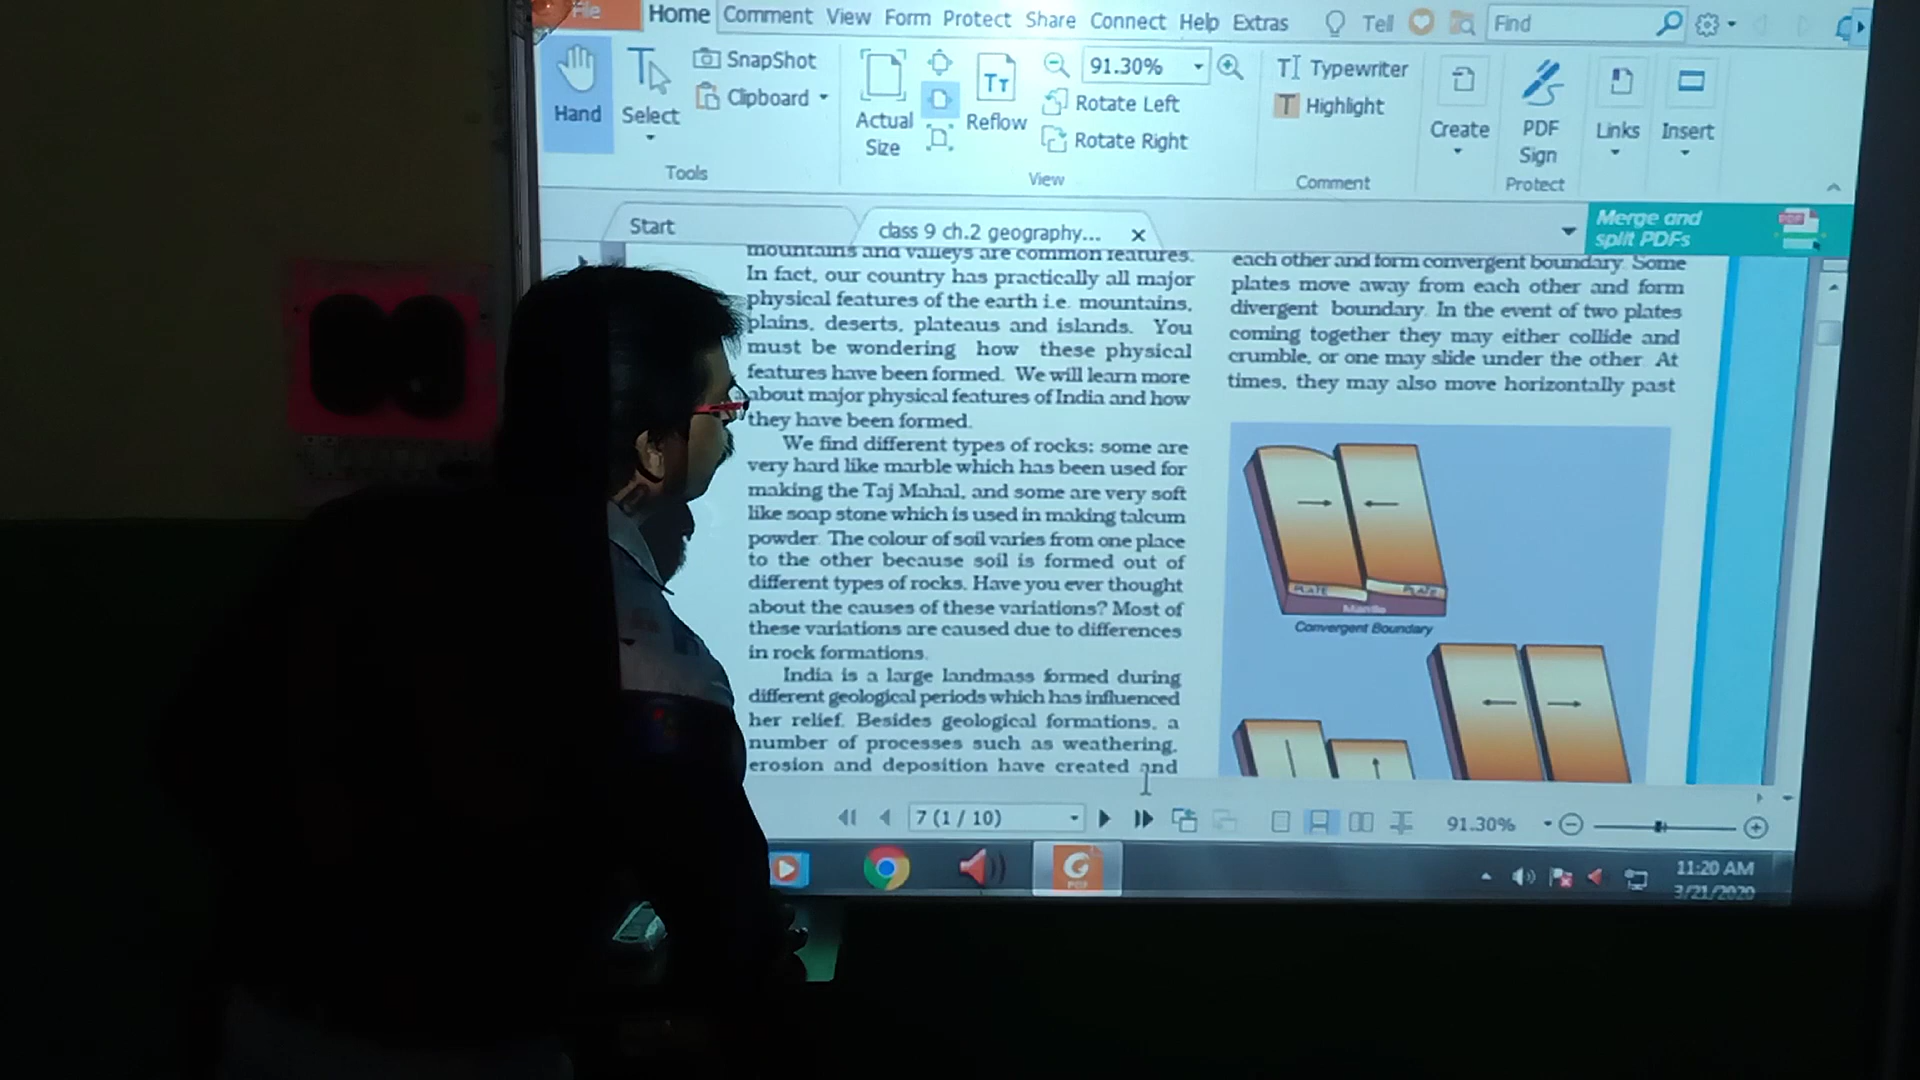 File Home Comment View Form Protect Share Connect Help Extras Tell Find
Hand
Select
SnapShot
Clipboard
Tools
Actual Size
Reflow
91.30%
Rotate Left
Rotate Right
View
Typewriter
Highlight
Comment
Create
PDF Sign
Protect
Links
Insert
Start
class 9 ch.2 geography...
Merge and
split PDFs
mountains and valleys are common features.
In fact, our country has practically all major
physical features of the earth i.e. mountains,
plains, deserts, plateaus and islands. You
must be wondering how these physical
features have been formed. We will learn more
about major physical features of India and how
they have been formed.
We find different types of rocks; some are
very hard like marble which has been used for
making the Taj Mahal, and some are very soft
like soap stone which is used in making talcum
powder. The colour of soil varies from one place
to the other because soil is formed out of
different types of rocks. Have you ever thought
about the causes of these variations? Most of
these variations are caused due to differences
in rock formations.
India is a large landmass formed during
different geological periods which has influenced
her relief. Besides geological formations, a
number of processes such as weathering,
erosion and deposition have created and
each other and form convergent boundary. Some
plates move away from each other and form
divergent boundary. In the event of two plates
coming together they may either collide and
crumble, or one may slide under the other. At
times, they may also move horizontally past
PLATE PLATE
Mantle
Convergent Boundary
7 (1 / 10)
91.30%
11:20 AM
3/21/2020